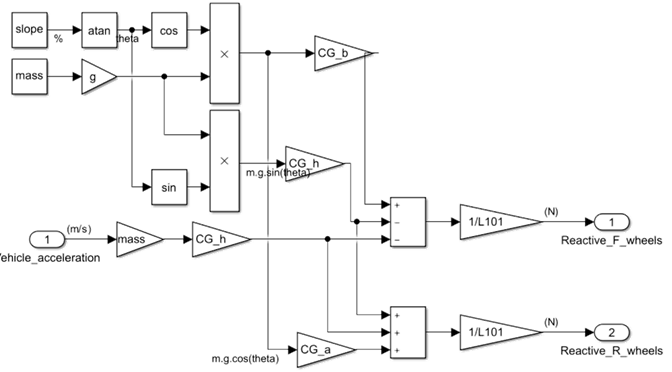 slope
%
atan
theta
cos
×
CG_b
mass
g
×
m.g.sin(theta)
CG_h
sin
+
−
−
1/L101
(N)
1
Reactive_F_wheels
1
(m/s)
Vehicle_acceleration
mass
CG_h
+
+
+
1/L101
(N)
2
Reactive_R_wheels
m.g.cos(theta)
CG_a